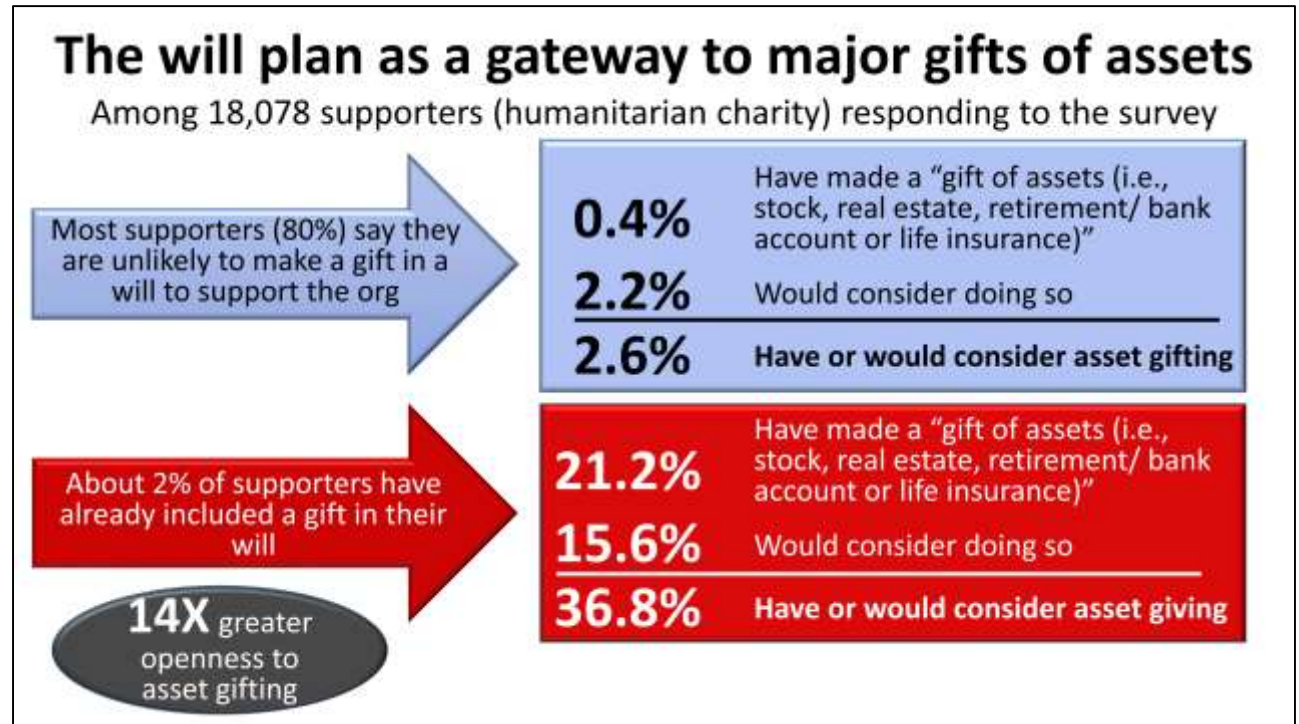 The will plan as a gateway to major gifts of assets
Among 18,078 supporters (humanitarian charity) responding to the survey
Most supporters (80%) say they
are unlikely to make a gift in a
will to support the org
0.4%
Have made a “gift of assets (i.e.,
stock, real estate, retirement/ bank
account or life insurance)”
2.2% Would consider doing so
2.6% Have or would consider asset gifting
About 2% of supporters have
already included a gift in their
will
21.2%
Have made a “gift of assets (i.e.,
stock, real estate, retirement/ bank
account or life insurance)”
15.6% Would consider doing so
36.8% Have or would consider asset giving
14X greater
openness to
asset gifting